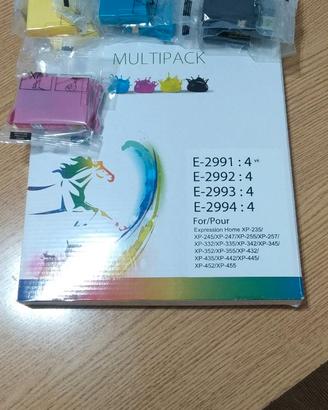 MULTIPACK
E-2991 : 4 VK
E-2992 : 4
E-2993 : 4
E-2994 : 4
For/Pour
Expression Home XP-235/
XP-245/XP-247/XP-255/XP-257/
XP-332/XP-335/XP-342/XP-345/
XP-352/XP-355/XP-432/
XP-435/XP-442/XP-445/
XP-452/XP-455